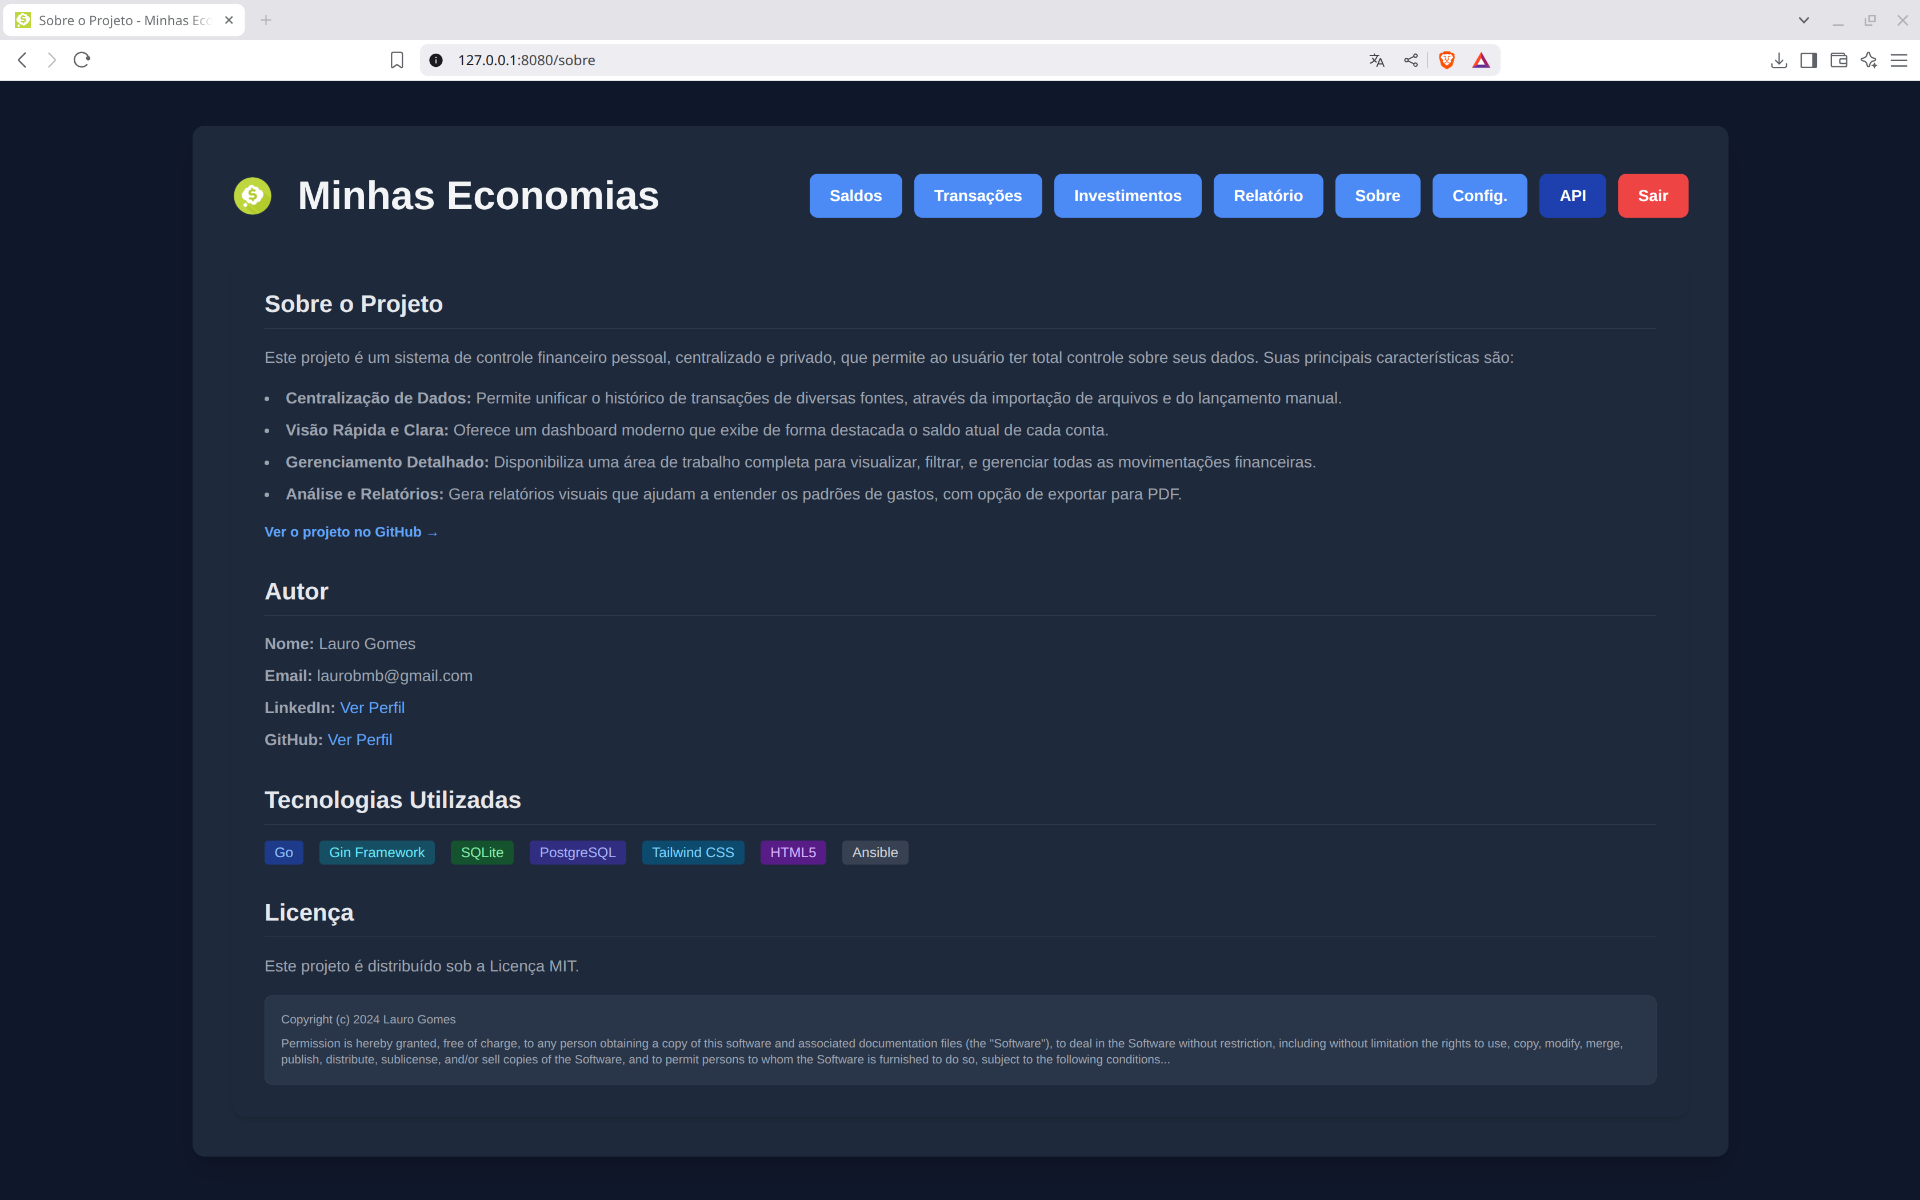 Sobre o Projeto - Minhas Ec
127.0.0.1:8080/sobre
Minhas Economias
Saldos
Transações
Investimentos
Relatório
Sobre
Config.
API
Sair
Sobre o Projeto
Este projeto é um sistema de controle financeiro pessoal, centralizado e privado, que permite ao usuário ter total controle sobre seus dados. Suas principais características são:
• Centralização de Dados: Permite unificar o histórico de transações de diversas fontes, através da importação de arquivos e do lançamento manual.
• Visão Rápida e Clara: Oferece um dashboard moderno que exibe de forma destacada o saldo atual de cada conta.
• Gerenciamento Detalhado: Disponibiliza uma área de trabalho completa para visualizar, filtrar, e gerenciar todas as movimentações financeiras.
• Análise e Relatórios: Gera relatórios visuais que ajudam a entender os padrões de gastos, com opção de exportar para PDF.
Ver o projeto no GitHub →
Autor
Nome: Lauro Gomes
Email: laurobmb@gmail.com
LinkedIn: Ver Perfil
GitHub: Ver Perfil
Tecnologias Utilizadas
Go
Gin Framework
SQLite
PostgreSQL
Tailwind CSS
HTML5
Ansible
Licença
Este projeto é distribuído sob a Licença MIT.
Copyright (c) 2024 Lauro Gomes
Permission is hereby granted, free of charge, to any person obtaining a copy of this software and associated documentation files (the "Software"), to deal in the Software without restriction, including without limitation the rights to use, copy, modify, merge,
publish, distribute, sublicense, and/or sell copies of the Software, and to permit persons to whom the Software is furnished to do so, subject to the following conditions...